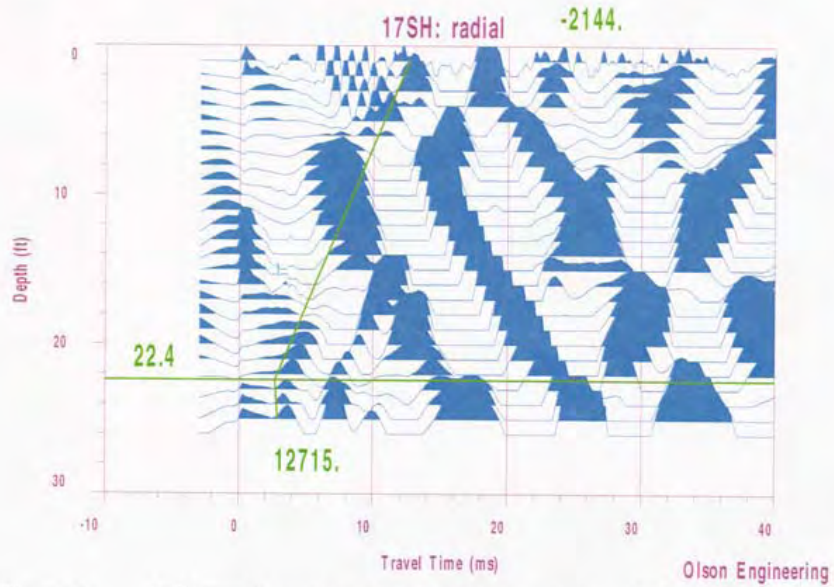 17SH: radial -2144.
0
10
Depth (ft)
20
22.4
12715.
30
-10 0 10 20 30 40
Travel Time (ms)
Olson Engineering